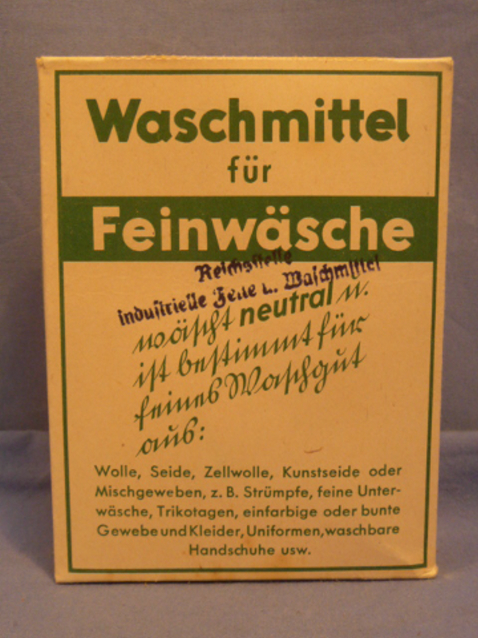 Waschmittel
für
Feinwäsche
Reichsstelle
industrielle Fette u. Waschmittel
wäscht neutral u.
ist bestimmt für
feines Waschgut
aus:
Wolle, Seide, Zellwolle, Kunstseide oder
Mischgeweben, z. B. Strümpfe, feine Unter-
wäsche, Trikotagen, einfarbige oder bunte
Gewebe und Kleider, Uniformen, waschbare
Handschuhe usw.